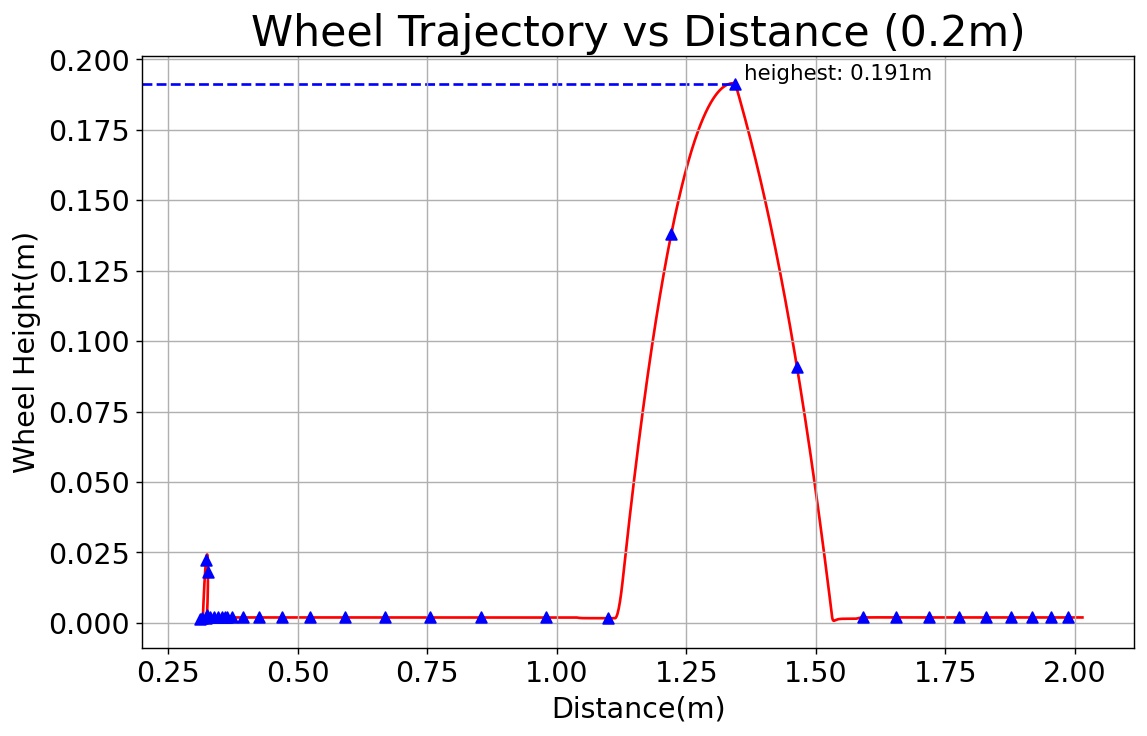 Wheel Trajectory vs Distance (0.2m)
heighest: 0.191m
Wheel Height(m)
0.200
0.175
0.150
0.125
0.100
0.075
0.050
0.025
0.000
0.25 0.50 0.75 1.00 1.25 1.50 1.75 2.00
Distance(m)